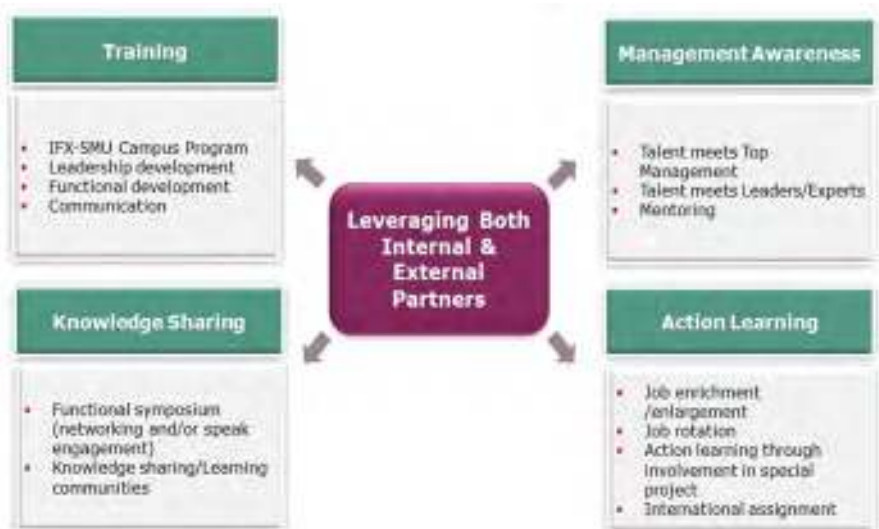 Training
IFX-SMU Campus Program
Leadership development
Functional development
Communication
Management Awareness
Talent meets Top
Management
Talent meets Leaders/Experts
Mentoring
Leveraging Both
Internal &
External
Partners
Knowledge Sharing
Functional symposium
(networking and/or speak
engagement)
Knowledge sharing/Learning
communities
Action Learning
Job enrichment
/enlargement
Job rotation
Action learning through
involvement in special
project
International assignment